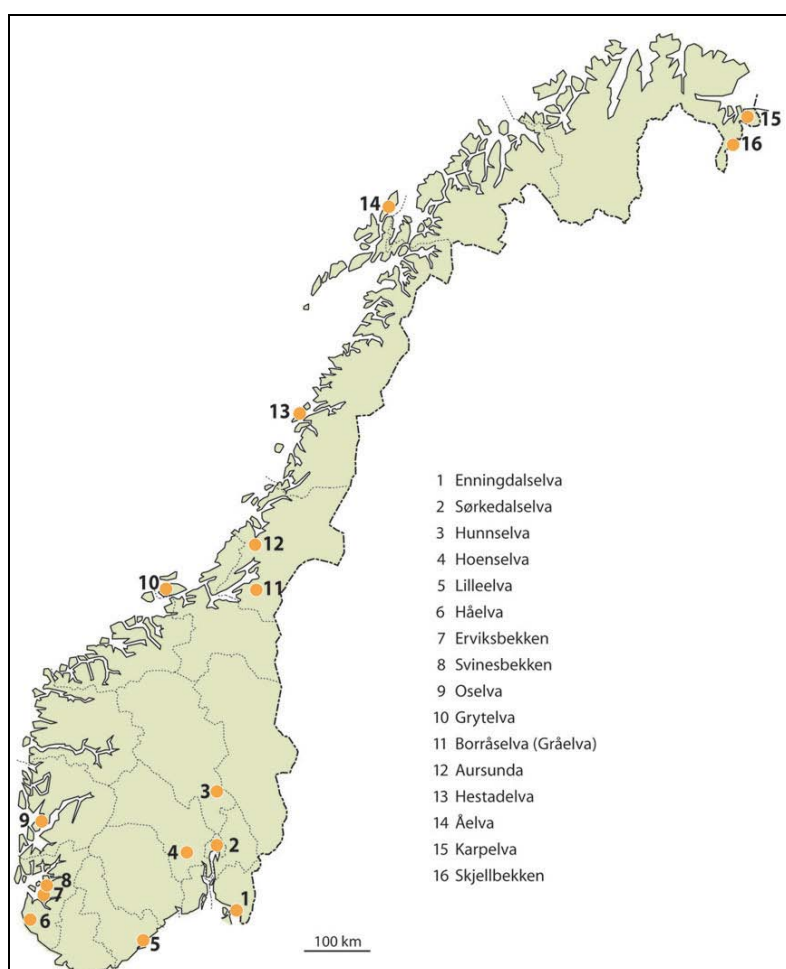 15
16
14
13
12
10
11
3
9
2
4
8
7
6
1
5
100 km
1 Enningdalselva
2 Sørkedalselva
3 Hunnselva
4 Hoenselva
5 Lilleelva
6 Håelva
7 Erviksbekken
8 Svinesbekken
9 Oselva
10 Grytelva
11 Borråselva (Gråelva)
12 Aursunda
13 Hestadelva
14 Åelva
15 Karpelva
16 Skjellbekken